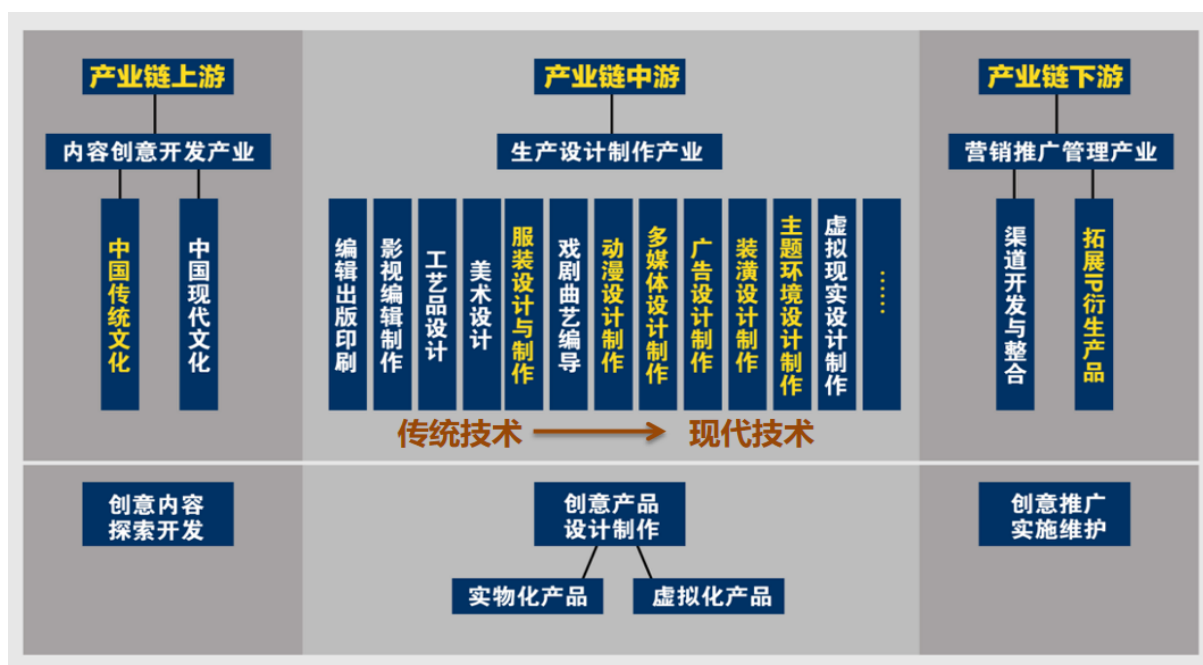 产业链上游
产业链中游
产业链下游
内容创意开发产业
生产设计制作产业
营销推广管理产业
中国传统文化
中国现代文化
编辑出版印刷
影视编辑制作
工艺品设计
美术设计
服装设计与制作
戏剧曲艺编导
动漫设计制作
多媒体设计制作
广告设计制作
装潢设计制作
主题环境设计制作
虚拟现实设计制作
……
渠道开发与整合
拓展IP衍生产品
传统技术
现代技术
创意内容
探索开发
创意产品
设计制作
创意推广
实施维护
实物化产品
虚拟化产品